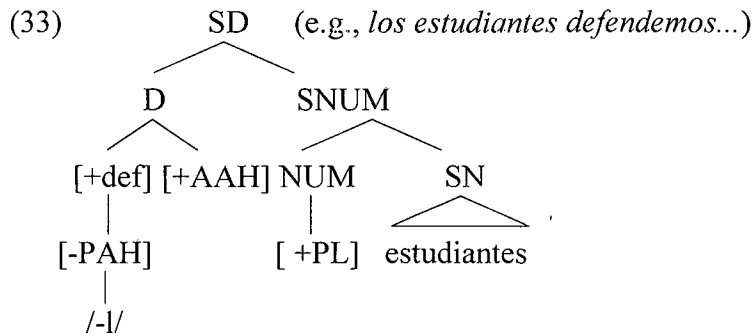 (33) SD (e.g., los estudiantes defendemos...)
D SNUM
[+def] [+AAH] NUM SN
[-PAH] [ +PL] estudiantes
/-l/